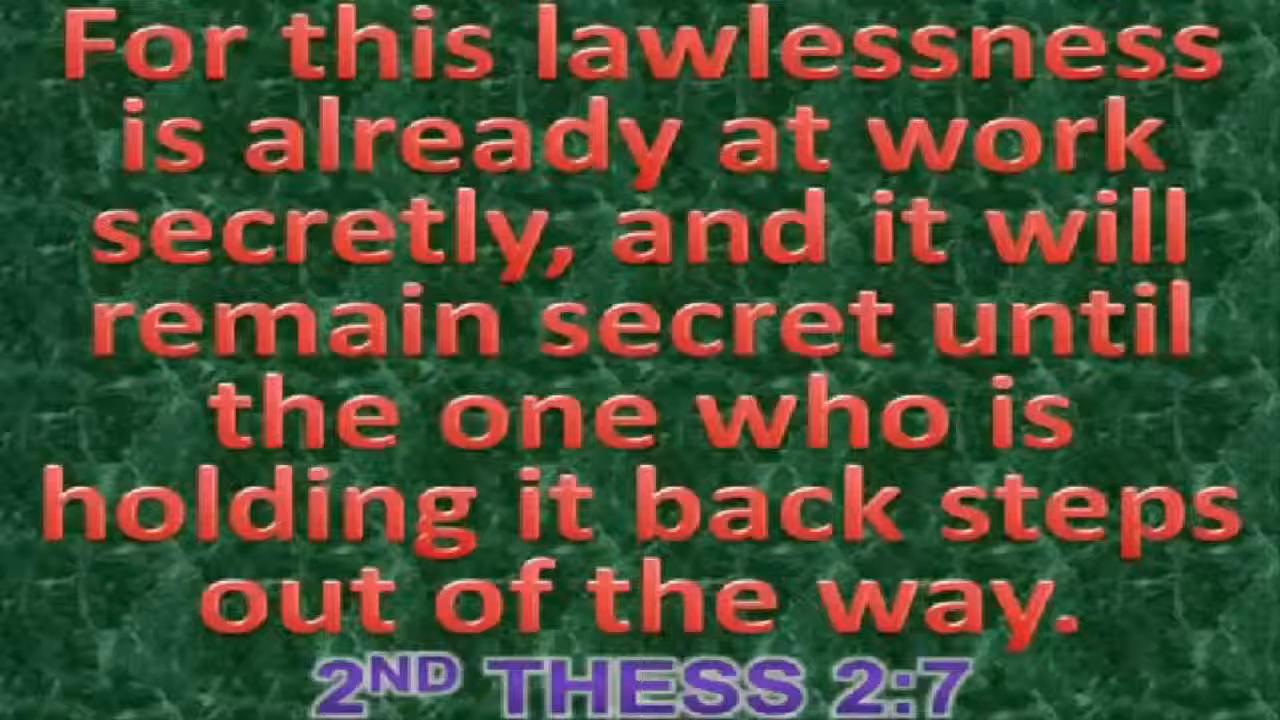 For this lawlessness
is already at work
secretly, and it will
remain secret until
the one who is
holding it back steps
out of the way.
2ND THESS 2:7